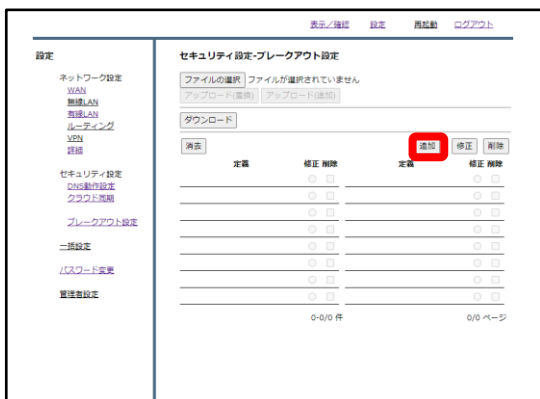 表示／確認 設定 再起動 ログアウト
設定
ネットワーク設定
WAN
無線LAN
有線LAN
ルーティング
VPN
詳細
セキュリティ設定
DNS動作設定
クラウド同期
ブレークアウト設定
一括設定
パスワード変更
管理者設定
セキュリティ設定-ブレークアウト設定
ファイルの選択 ファイルが選択されていません
アップロード(置換) アップロード(追加)
ダウンロード
消去 追加 修正 削除
定義 修正 削除 定義 修正 削除
0-0/0 件 0/0 ページ